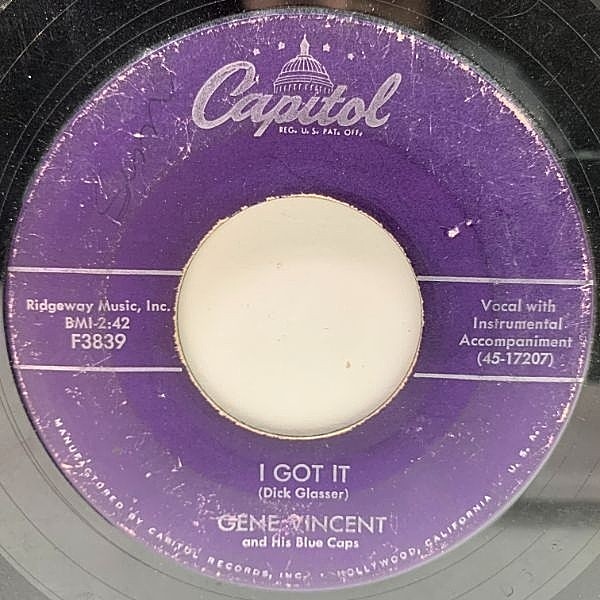 Capitol
REG. U. S. PAT. OFF.
Ridgeway Music, Inc.
BMI-2:42
F3839
Vocal with
Instrumental
Accompaniment
(45-17207)
I GOT IT
(Dick Glasser)
GENE VINCENT
and His Blue Caps
MANUFACTURED BY CAPITOL RECORDS, INC. HOLLYWOOD, CALIFORNIA U. S. A.